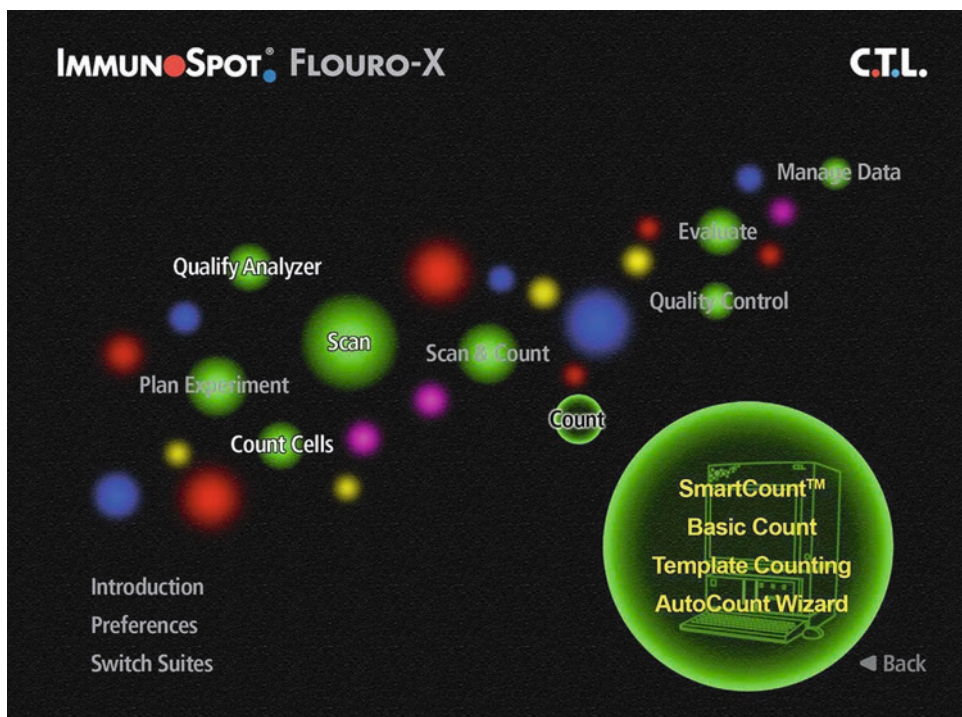 IMMUNOSPOT® FLOURO-X
C.T.L.
Manage Data
Evaluate
Qualify Analyzer
Quality Control
Scan
Scan & Count
Plan Experiment
Count
Count Cells
SmartCount™
Basic Count
Template Counting
AutoCount Wizard
Introduction
Preferences
Switch Suites
Back